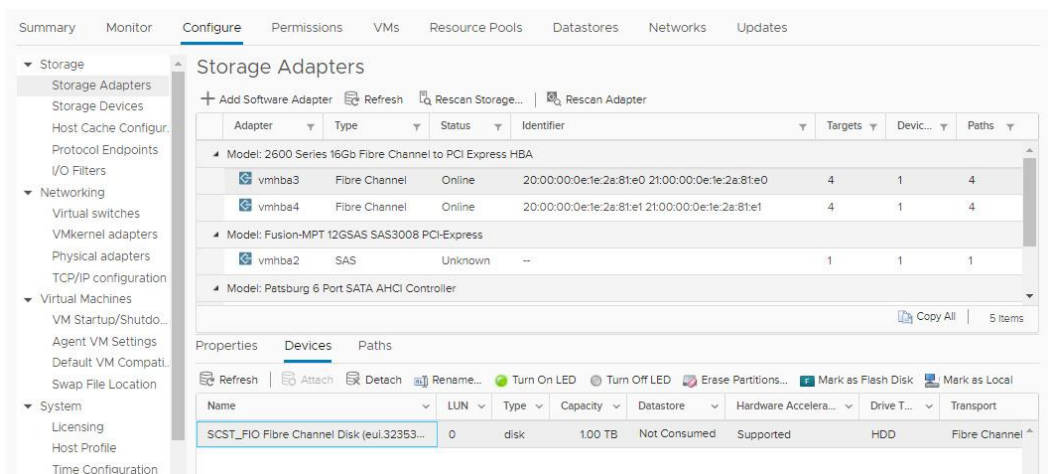 Summary Monitor Configure Permissions VMs Resource Pools Datastores Networks Updates
Storage
Storage Adapters
Storage Devices
Host Cache Configur.
Protocol Endpoints
I/O Filters
Networking
Virtual switches
VMkernel adapters
Physical adapters
TCP/IP configuration
Virtual Machines
VM Startup/Shutdo...
Agent VM Settings
Default VM Compati..
Swap File Location
System
Licensing
Host Profile
Time Configuration
Storage Adapters
Add Software Adapter Refresh Rescan Storage... Rescan Adapter
Adapter Type Status Identifier Targets Devic... Paths
Model: 2600 Series 16Gb Fibre Channel to PCI Express HBA
vmhba3 Fibre Channel Online 20:00:00:0e:1e:2a:81:e0 21:00:00:0e:1e:2a:81:e0 4 1 4
vmhba4 Fibre Channel Online 20:00:00:0e:1e:2a:81:e1 21:00:00:0e:1e:2a:81:e1 4 1 4
Model: Fusion-MPT 12GSAS SAS3008 PCI-Express
vmhba2 SAS Unknown -- 1 1 1
Model: Patsburg 6 Port SATA AHCI Controller
Copy All 5 items
Properties Devices Paths
Refresh Attach Detach Rename... Turn On LED Turn Off LED Erase Partitions... F Mark as Flash Disk Mark as Local
Name LUN Type Capacity Datastore Hardware Accelera... Drive T... Transport
SCST_FIO Fibre Channel Disk (eui.32353... 0 disk 1.00 TB Not Consumed Supported HDD Fibre Channel